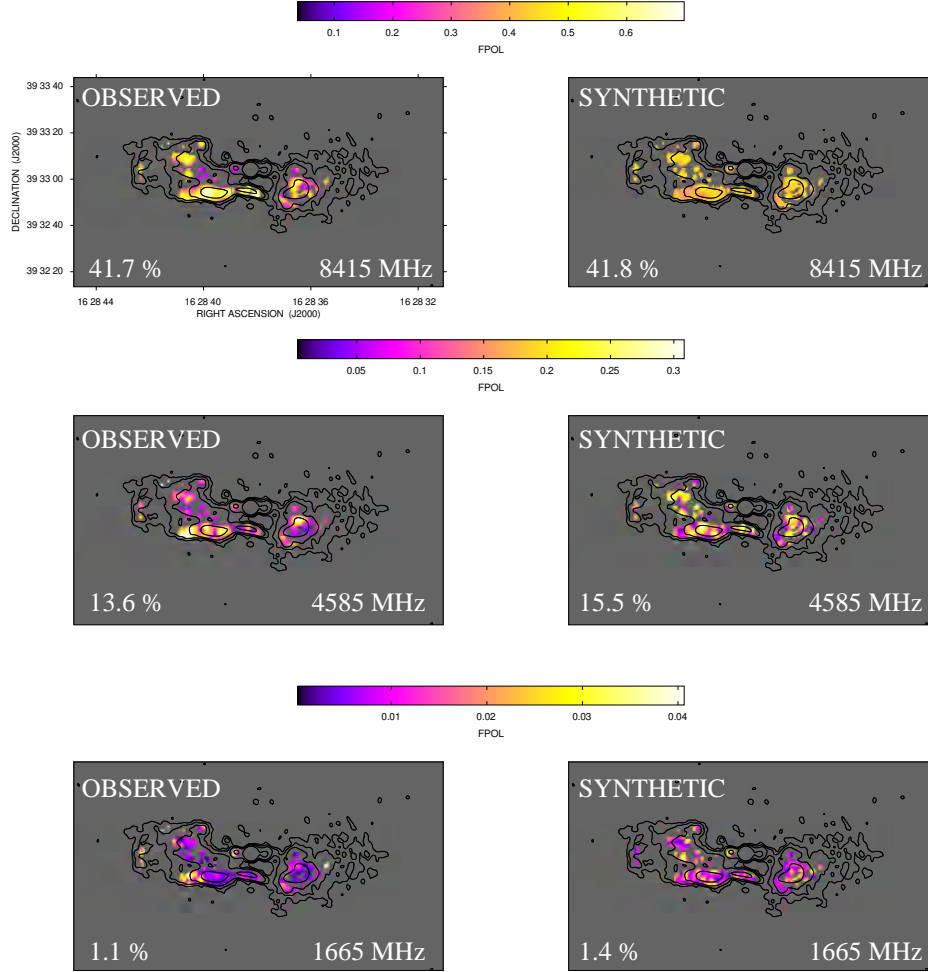 0.1 0.2 0.3 0.4 0.5 0.6
FPOL
OBSERVED
SYNTHETIC
39 33 40
33 20
33 00
32 40
39 32 20
DECLINATION (J2000)
41.7 %
8415 MHz
41.8 %
8415 MHz
16 28 44
16 28 40
16 28 36
16 28 32
RIGHT ASCENSION (J2000)
0.05 0.1 0.15 0.2 0.25 0.3
FPOL
OBSERVED
SYNTHETIC
13.6 %
4585 MHz
15.5 %
4585 MHz
0.01 0.02 0.03 0.04
FPOL
OBSERVED
SYNTHETIC
1.1 %
1665 MHz
1.4 %
1665 MHz